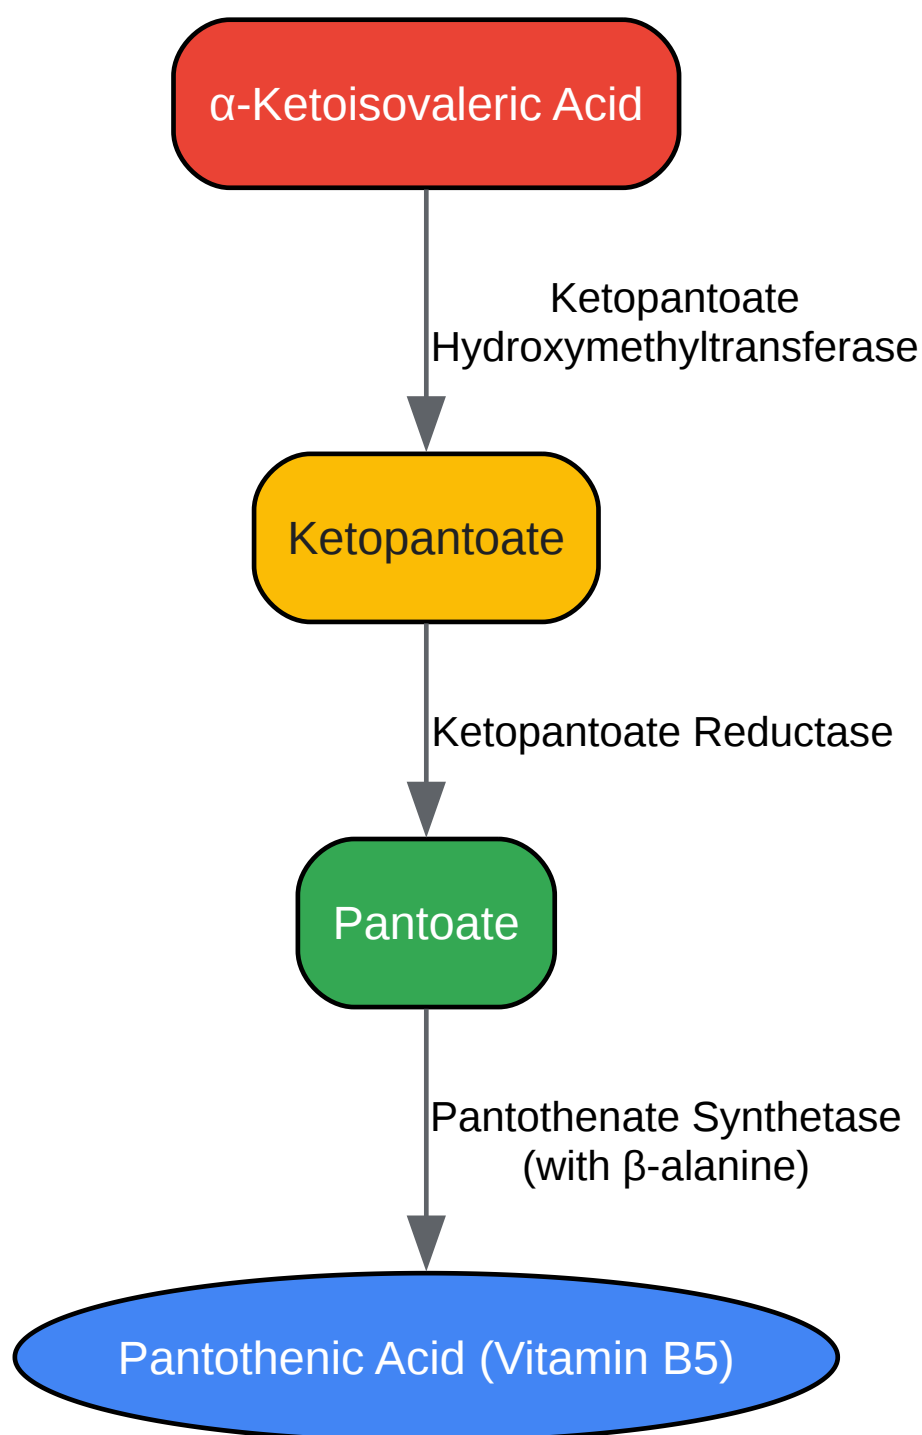 α-Ketoisovaleric Acid
Ketopantoate
Hydroxymethyltransferase
Ketopantoate
Ketopantoate Reductase
Pantoate
Pantothenate Synthetase
(with β-alanine)
Pantothenic Acid (Vitamin B5)